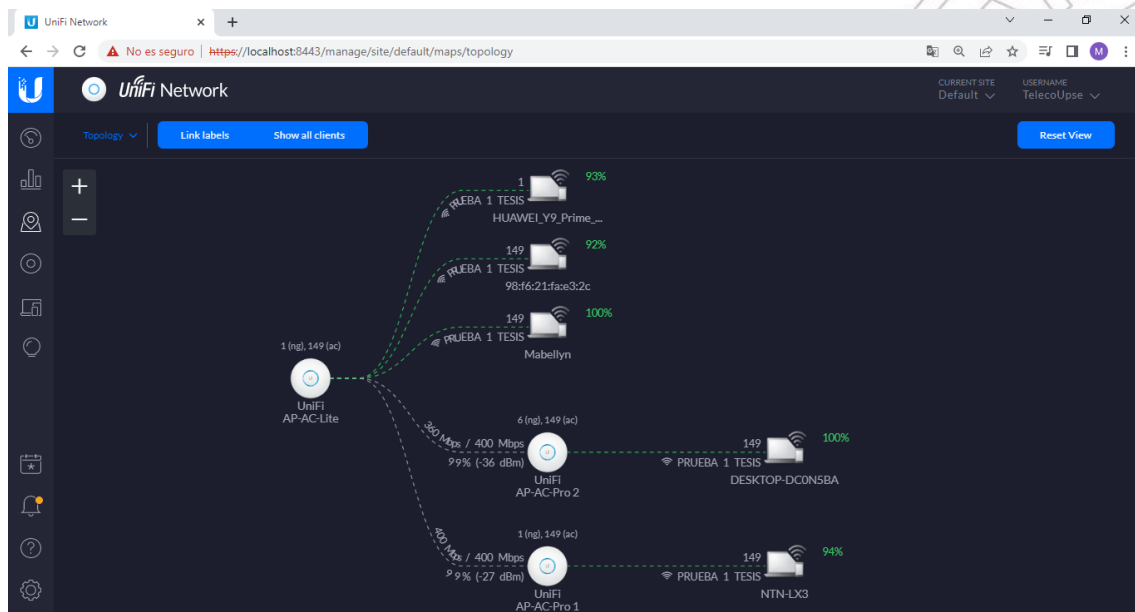 UniFi Network
No es seguro | https://localhost:8443/manage/site/default/maps/topology
M
UniFi Network
CURRENT SITE
Default
USERNAME
TelecoUpse
Topology
Link labels
Show all clients
Reset View
+
−
1
93%
PRUEBA 1 TESIS
HUAWEI_Y9_Prime_...
149
92%
PRUEBA 1 TESIS
98:f6:21:fa:e3:2c
149
100%
PRUEBA 1 TESIS
Mabellyn
1 (ng), 149 (ac)
UniFi
AP-AC-Lite
360 Mbps / 400 Mbps
99% (-36 dBm)
6 (ng), 149 (ac)
UniFi
AP-AC-Pro 2
149
100%
PRUEBA 1 TESIS
DESKTOP-DC0N5BA
400 Mbps / 400 Mbps
99% (-27 dBm)
1 (ng), 149 (ac)
UniFi
AP-AC-Pro 1
149
94%
PRUEBA 1 TESIS
NTN-LX3